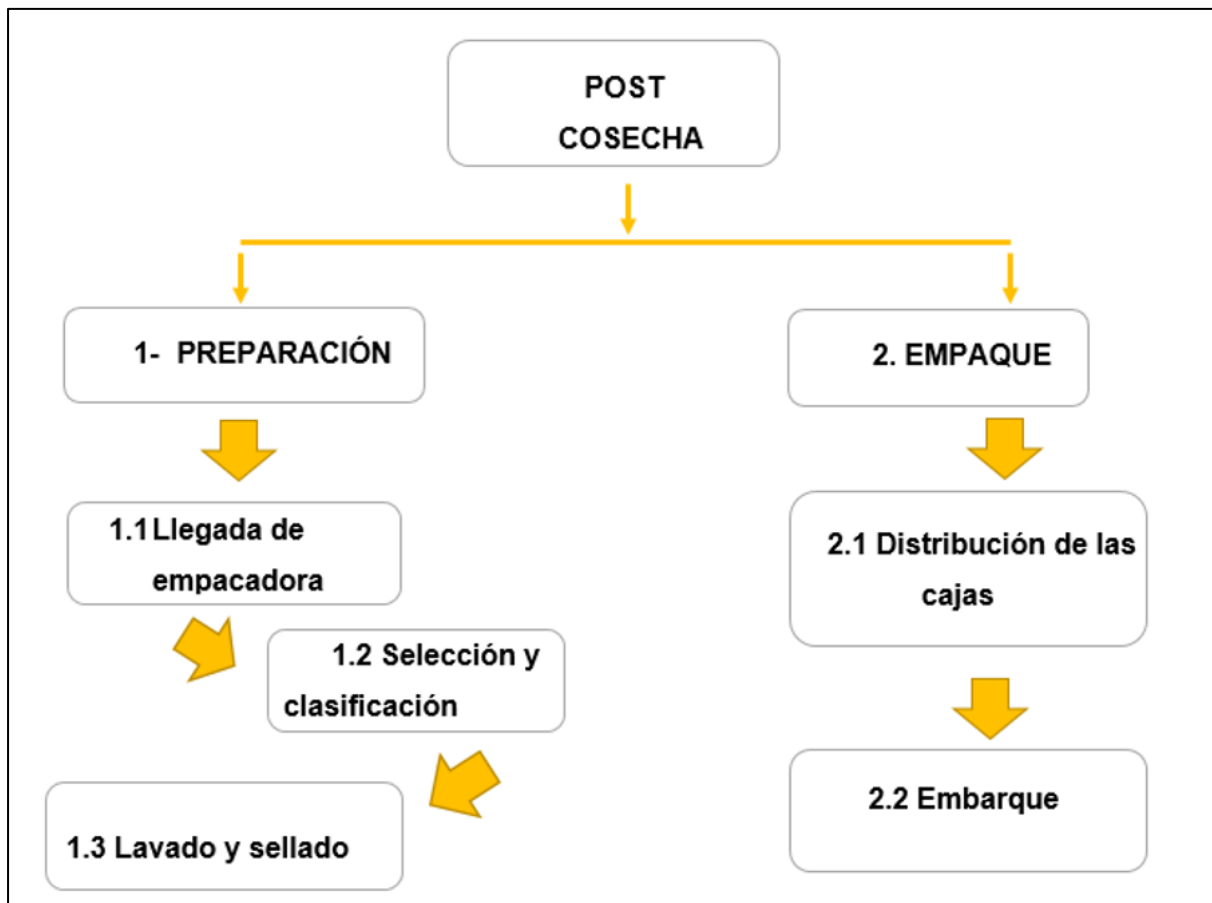 POST
COSECHA
1- PREPARACIÓN
2. EMPAQUE
1.1 Llegada de
empacadora
1.2 Selección y
clasificación
1.3 Lavado y sellado
2.1 Distribución de las
cajas
2.2 Embarque